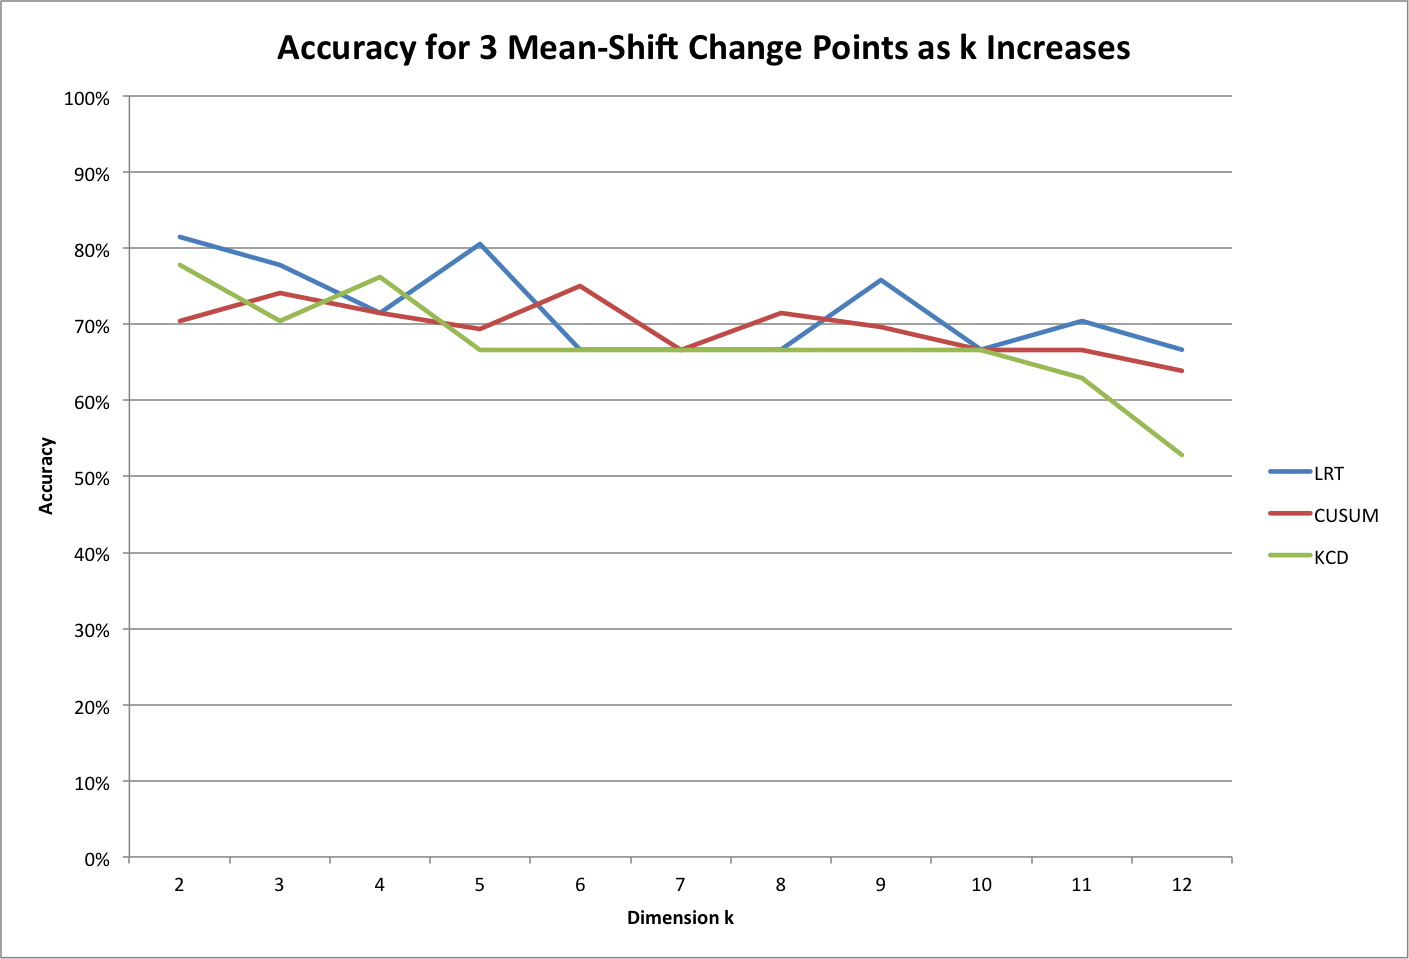 Accuracy for 3 Mean-Shift Change Points as k Increases
100%
90%
80%
70%
60%
50%
40%
30%
20%
10%
0%
Accuracy
2 3 4 5 6 7 8 9 10 11 12
Dimension k
LRT
CUSUM
KCD